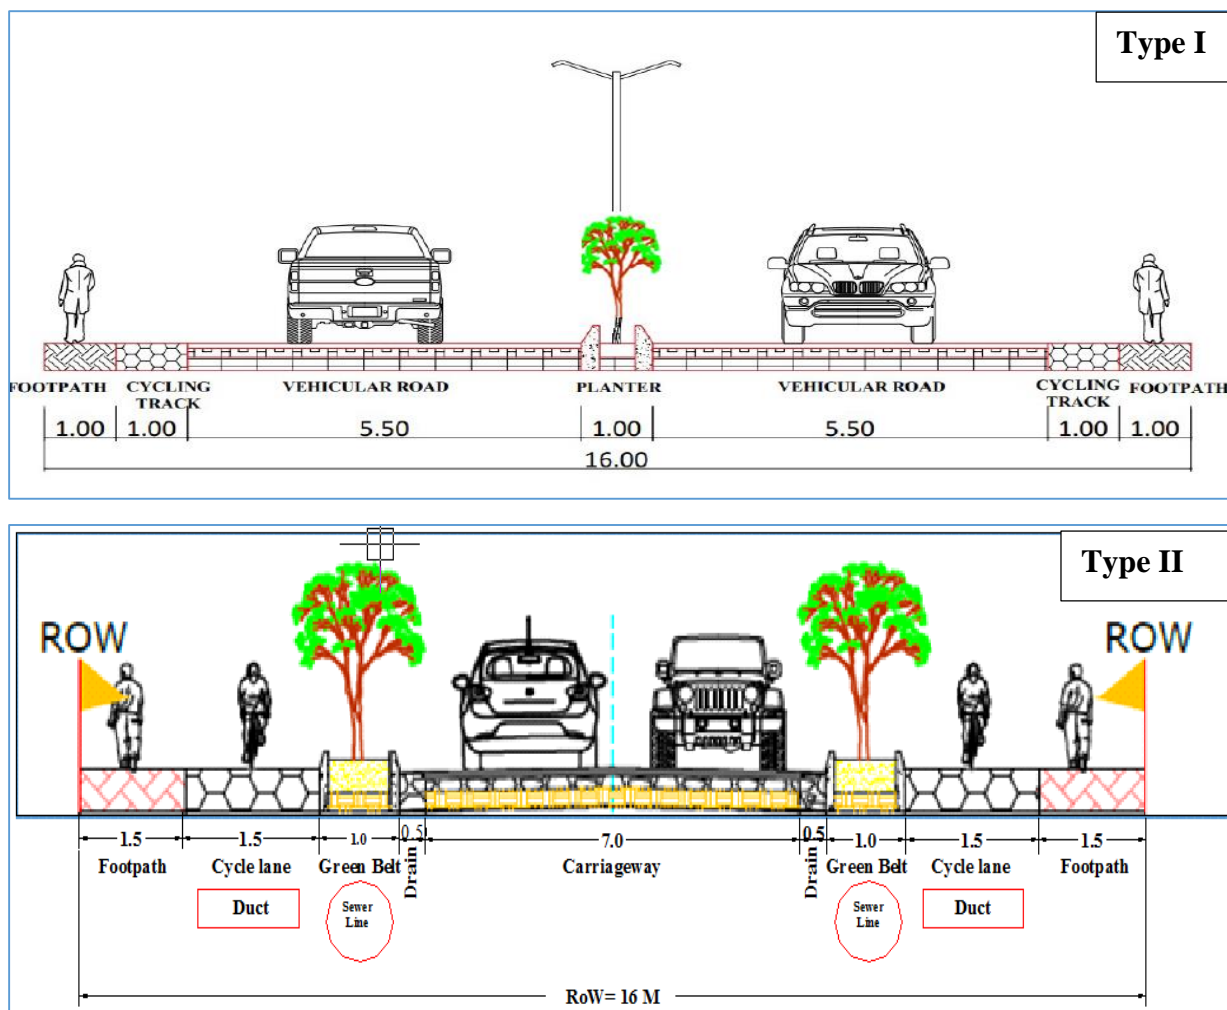 Type I
FOOTPATH CYCLING TRACK VEHICULAR ROAD PLANTER VEHICULAR ROAD CYCLING TRACK FOOTPATH
1.00 1.00 5.50 1.00 5.50 1.00 1.00
16.00
Type II
ROW ROW
1.5 1.5 1.0 0.5 7.0 0.5 1.0 1.5 1.5
Footpath Cycle lane Green Belt Drain Carriageway Drain Green Belt Cycle lane Footpath
Duct Sewer Line Sewer Line Duct
RoW= 16 M